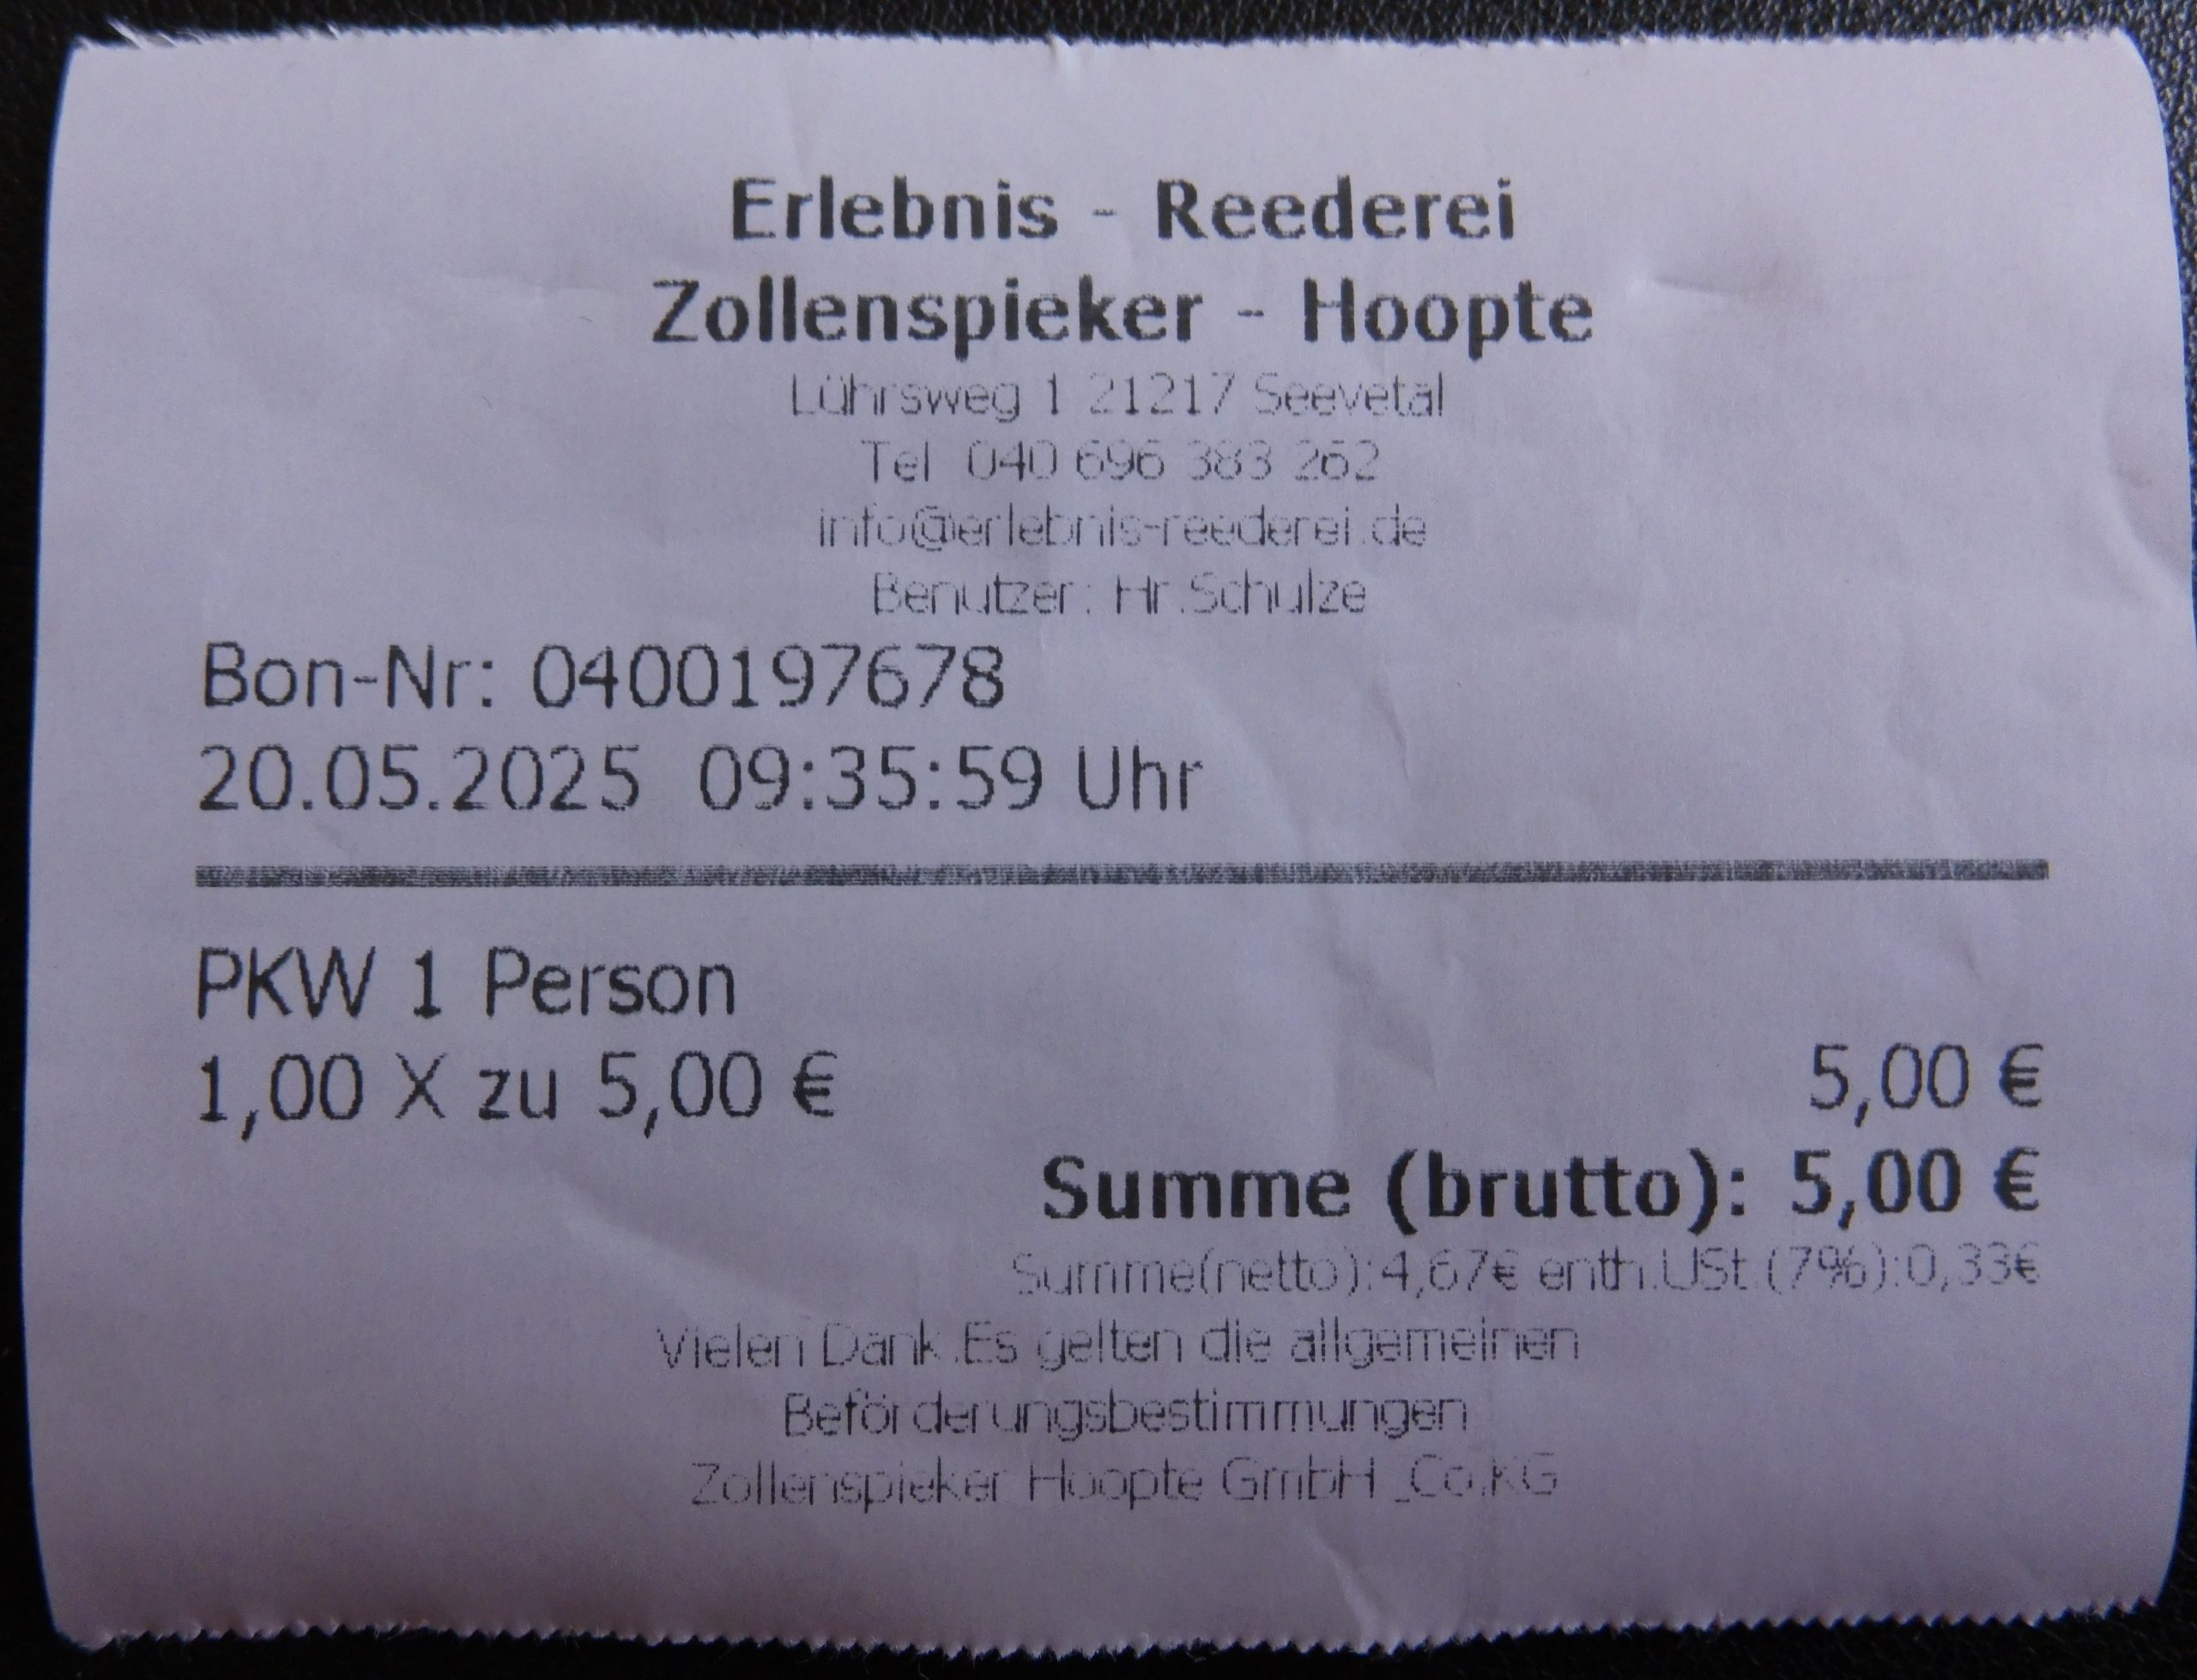 Erlebnis - Reederei
Zollenspieker - Hoopte
Lührsweg 1 21217 Seevetal
Tel 040 696 383 262
info@erlebnis-reederei.de
Benutzer: Hr.Schulze
Bon-Nr: 0400197678
20.05.2025 09:35:59 Uhr
PKW 1 Person
1,00 X zu 5,00 € 5,00 €
Summe (brutto): 5,00 €
Summe(netto):4,67€ enth.USt.(7%):0,33€
Vielen Dank.Es gelten die allgemeinen
Beförderungsbestimmungen
Zollenspieker Hoopte GmbH _Co.KG